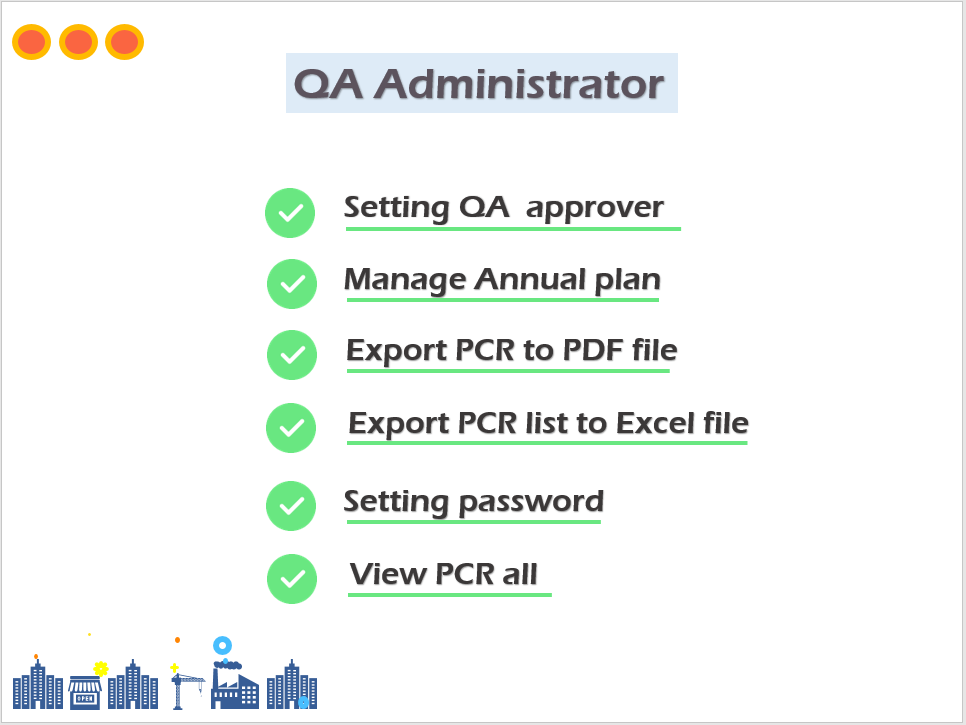 QA Administrator
Setting QA  approver
Manage Annual plan
Export PCR to PDF file
Export PCR list to Excel file
Setting password
View PCR all
OPEN